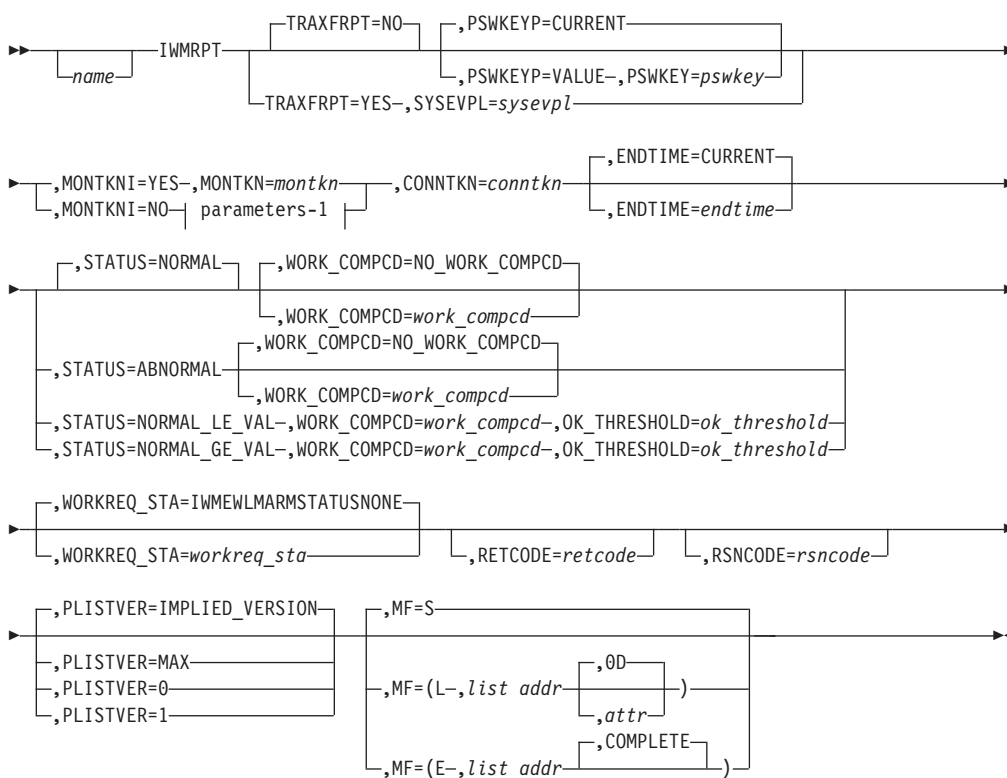 TRAXFRPT=NO ,PSWKEYP=CURRENT
name IWMRPT
,PSWKEYP=VALUE ,PSWKEY=pswkey
TRAXFRPT=YES ,SYSEVPL=sysevpl
,ENDTIME=CURRENT
,MONTKNI=YES ,MONTKN=montkn ,CONNTKN=conntkn
,MONTKNI=NO parameters-1 ,ENDTIME=endtime
,STATUS=NORMAL ,WORK_COMPCD=NO_WORK_COMPCD
,WORK_COMPCD=work_compcd
,WORK_COMPCD=NO_WORK_COMPCD
,STATUS=ABNORMAL
,WORK_COMPCD=work_compcd
,STATUS=NORMAL_LE_VAL ,WORK_COMPCD=work_compcd ,OK_THRESHOLD=ok_threshold
,STATUS=NORMAL_GE_VAL ,WORK_COMPCD=work_compcd ,OK_THRESHOLD=ok_threshold
,WORKREQ_STA=IWMEWLMARMSTATUSNONE
,WORKREQ_STA=workreq_sta ,RETCODE=retcode ,RSNCODE=rsncode
,PLISTVER=IMPLIED_VERSION ,MF=S
,PLISTVER=MAX ,0D
,PLISTVER=0 ,MF=(L ,list addr )
,PLISTVER=1 ,attr
,COMPLETE
,MF=(E ,list addr )